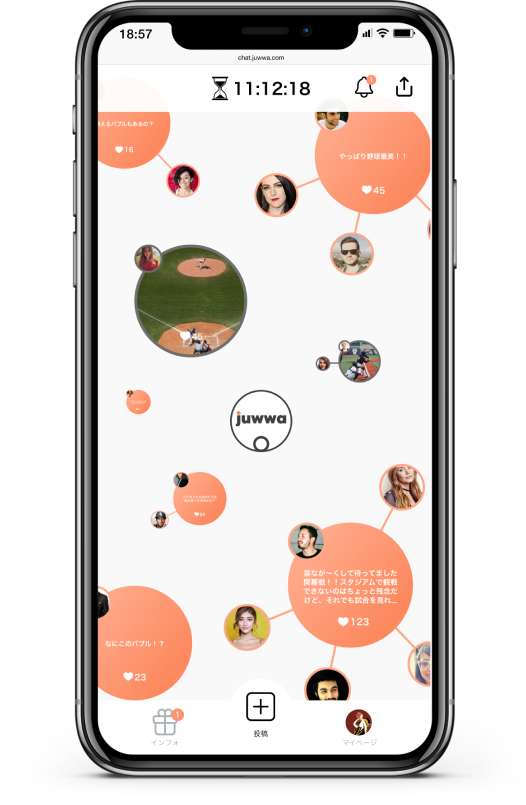 18:57
chat.juwwa.com
11:12:18
1
見えるバブルもあるの？
16
やっぱり野球最高！！
45
juwwa
22
首なが〜くして待ってました
開幕戦！！スタジアムで観戦
できないのはちょっと残念だ
けど、それでも試合を見れ...
123
なにこのバブル！？
23
1
インフォ
投稿
マイページ